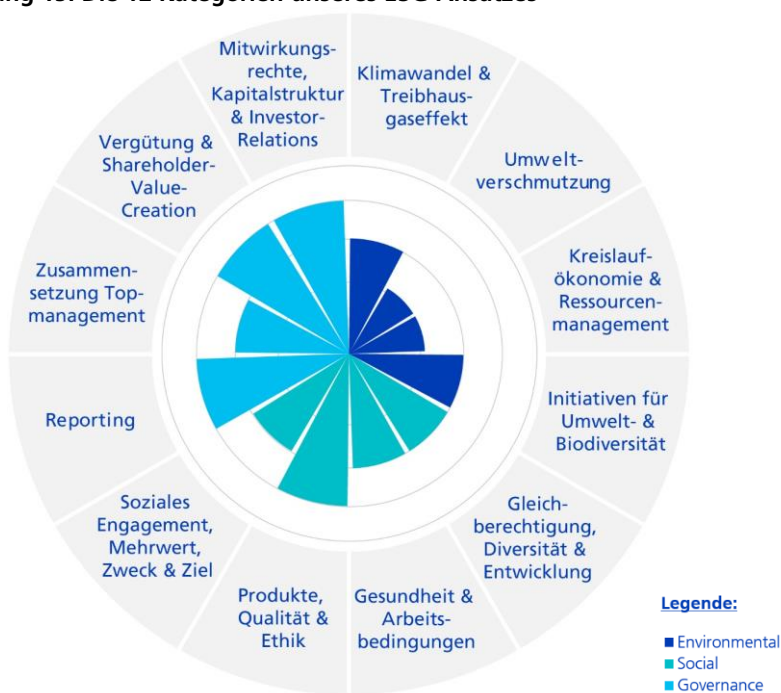 Mitwirkungs-
rechte,
Kapitalstruktur
& Investor-
Relations
Klimawandel &
Treibhaus-
gaseffekt
Umwelt-
verschmutzung
Kreislauf-
ökonomie &
Ressourcen-
management
Initiativen für
Umwelt- &
Biodiversität
Gleich-
berechtigung,
Diversität &
Entwicklung
Gesundheit &
Arbeits-
bedingungen
Produkte,
Qualität &
Ethik
Soziales
Engagement,
Mehrwert,
Zweck & Ziel
Reporting
Zusammen-
setzung Top-
management
Vergütung &
Shareholder-
Value-
Creation
Legende:
Environmental
Social
Governance